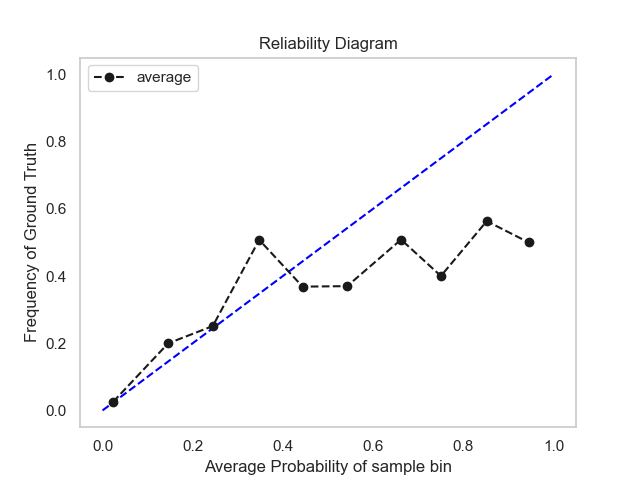 Reliability Diagram
average
1.0
0.8
0.6
0.4
0.2
0.0
Frequency of Ground Truth
0.0 0.2 0.4 0.6 0.8 1.0
Average Probability of sample bin